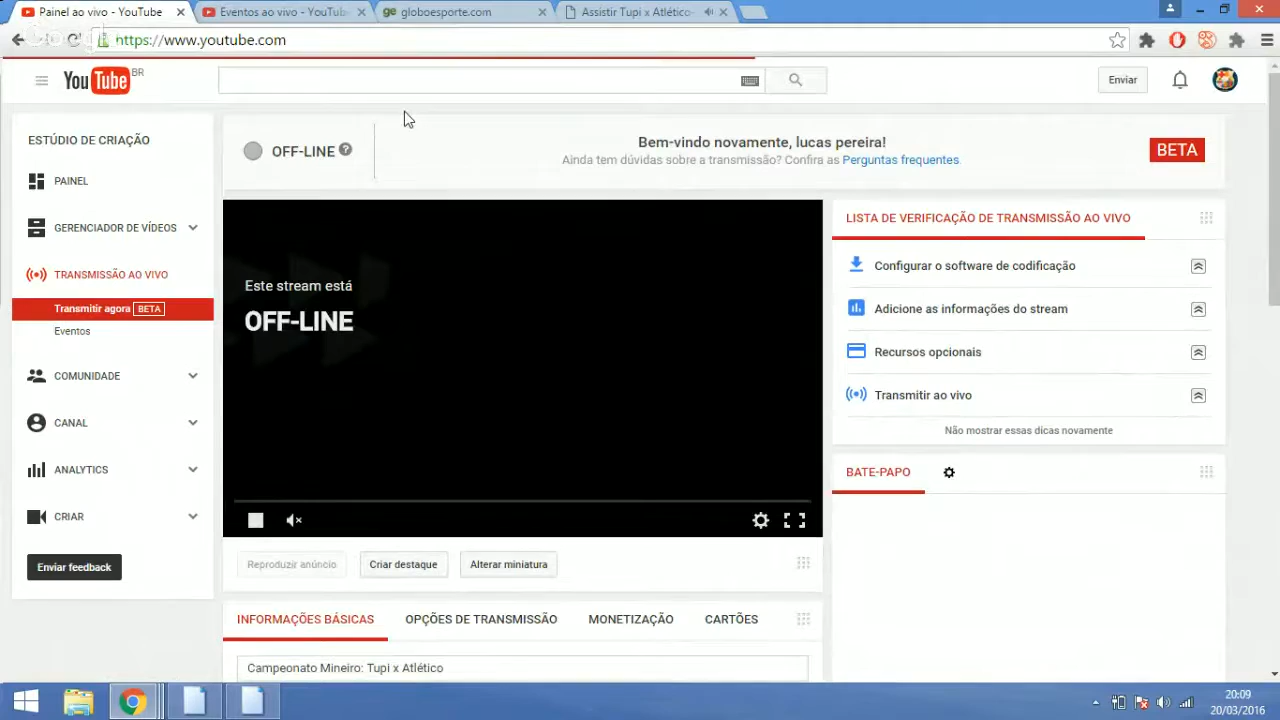 Painel ao vivo - YouTube
Eventos ao vivo - YouTube
globoesporte.com
Assistir Tupi x Atlético-
https://www.youtube.com
YouTube BR
Enviar
ESTÚDIO DE CRIAÇÃO
PAINEL
GERENCIADOR DE VÍDEOS
TRANSMISSÃO AO VIVO
Transmitir agora BETA
Eventos
COMUNIDADE
CANAL
ANALYTICS
CRIAR
Enviar feedback
OFF-LINE ?
Bem-vindo novamente, lucas pereira!
Ainda tem dúvidas sobre a transmissão? Confira as Perguntas frequentes.
BETA
Este stream está
OFF-LINE
Reproduzir anúncio
Criar destaque
Alterar miniatura
INFORMAÇÕES BÁSICAS
OPÇÕES DE TRANSMISSÃO
MONETIZAÇÃO
CARTÕES
Campeonato Mineiro: Tupi x Atlético
LISTA DE VERIFICAÇÃO DE TRANSMISSÃO AO VIVO
Configurar o software de codificação
Adicione as informações do stream
Recursos opcionais
Transmitir ao vivo
Não mostrar essas dicas novamente
BATE-PAPO
20:09
20/03/2016